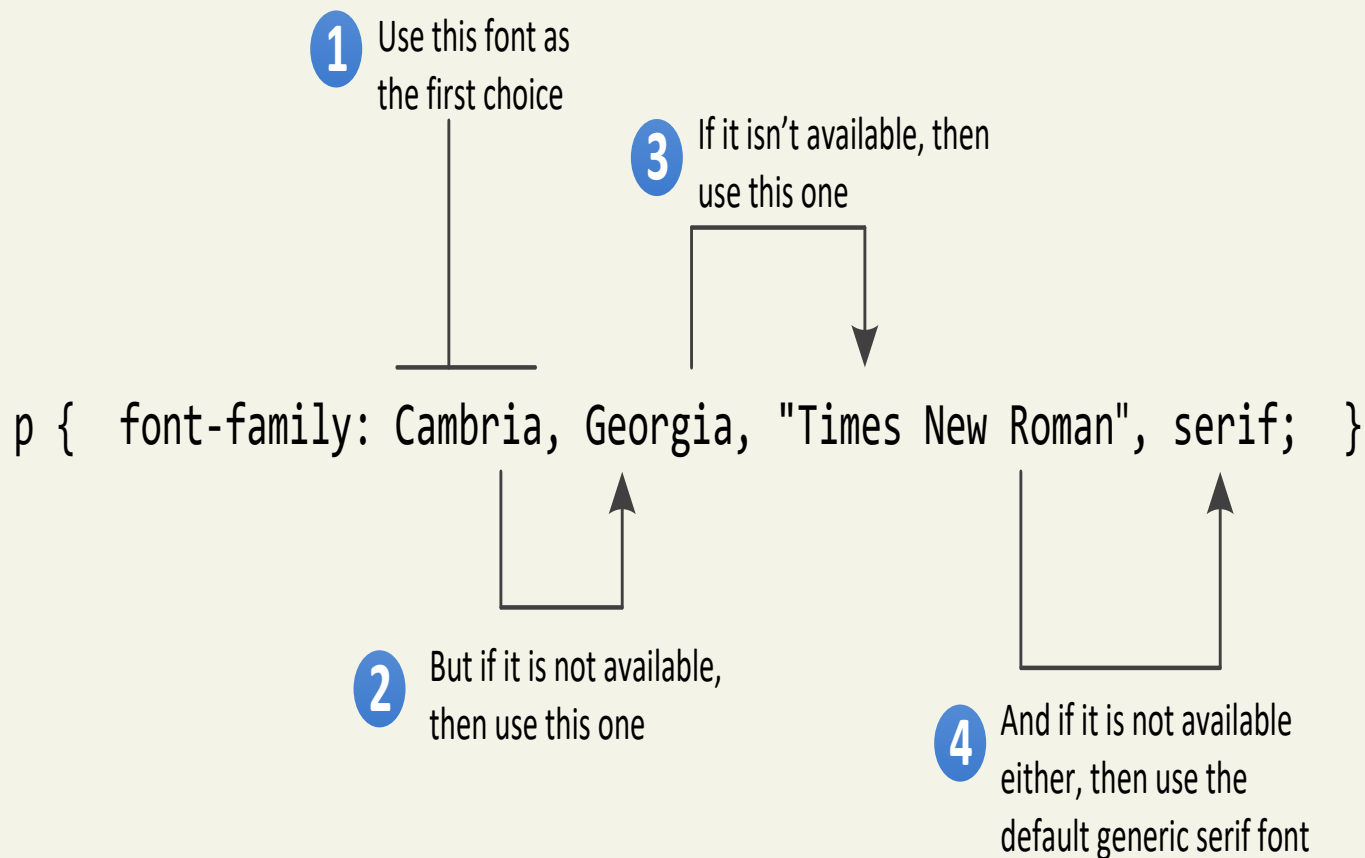 1 Use this font as
the first choice
3 If it isn’t available, then
use this one
p {  font-family: Cambria, Georgia, "Times New Roman", serif;  }
2 But if it is not available,
then use this one
4 And if it is not available
either, then use the
default generic serif font